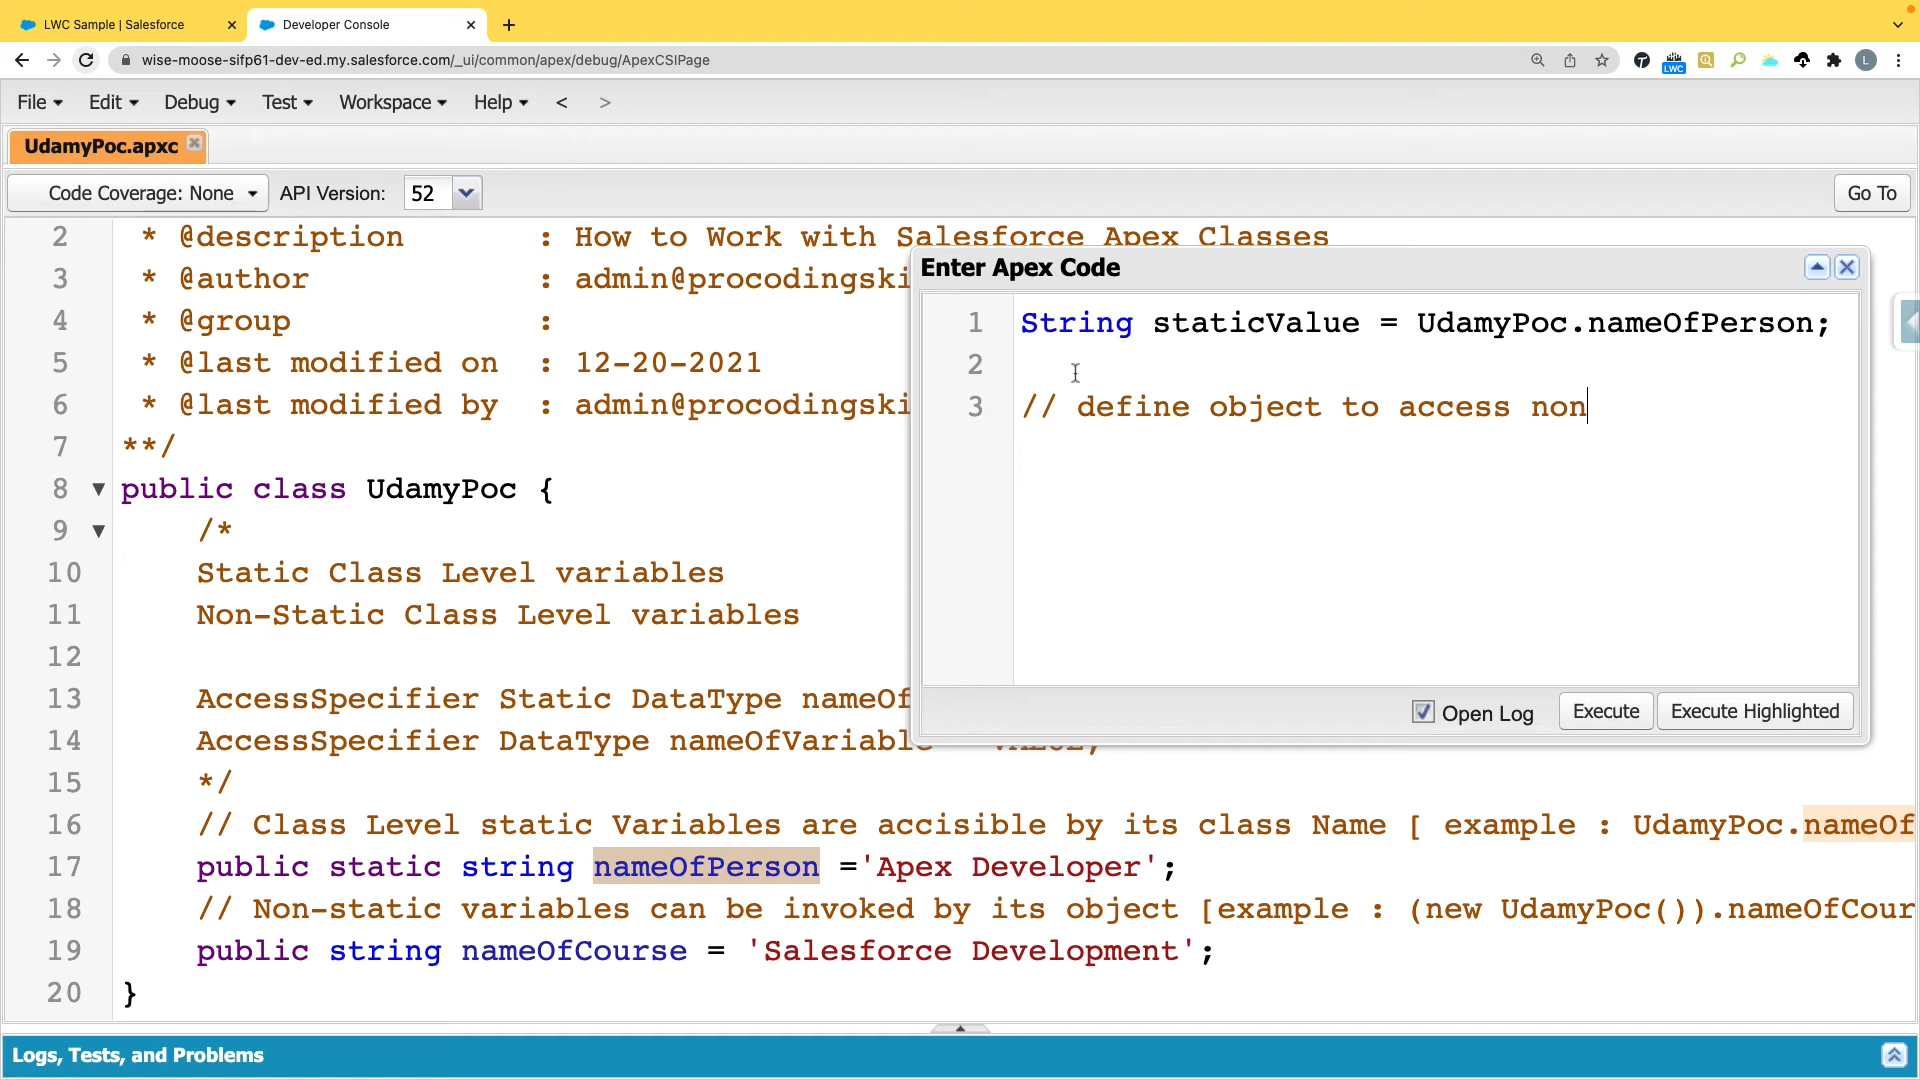 LWC Sample | Salesforce
Developer Console
wise-moose-sifp61-dev-ed.my.salesforce.com/_ui/common/apex/debug/ApexCSIPage
LWC
L
File Edit Debug Test Workspace Help < >
UdamyPoc.apxc
Code Coverage: None API Version: 52 Go To
2 * @description : How to Work with Salesforce Apex Classes
3 * @author : admin@procodingski
4 * @group :
5 * @last modified on : 12-20-2021
6 * @last modified by : admin@procodingski
7 **/
8 public class UdamyPoc {
9 /*
10 Static Class Level variables
11 Non-Static Class Level variables
12
13 AccessSpecifier Static DataType nameOf
14 AccessSpecifier DataType nameOfVariable
15 */
16 // Class Level static Variables are accisible by its class Name [ example : UdamyPoc.nameOf
17 public static string nameOfPerson ='Apex Developer';
18 // Non-static variables can be invoked by its object [example : (new UdamyPoc()).nameOfCour
19 public string nameOfCourse = 'Salesforce Development';
20 }
Enter Apex Code
1 String staticValue = UdamyPoc.nameOfPerson;
2
3 // define object to access non
Open Log Execute Execute Highlighted
Logs, Tests, and Problems